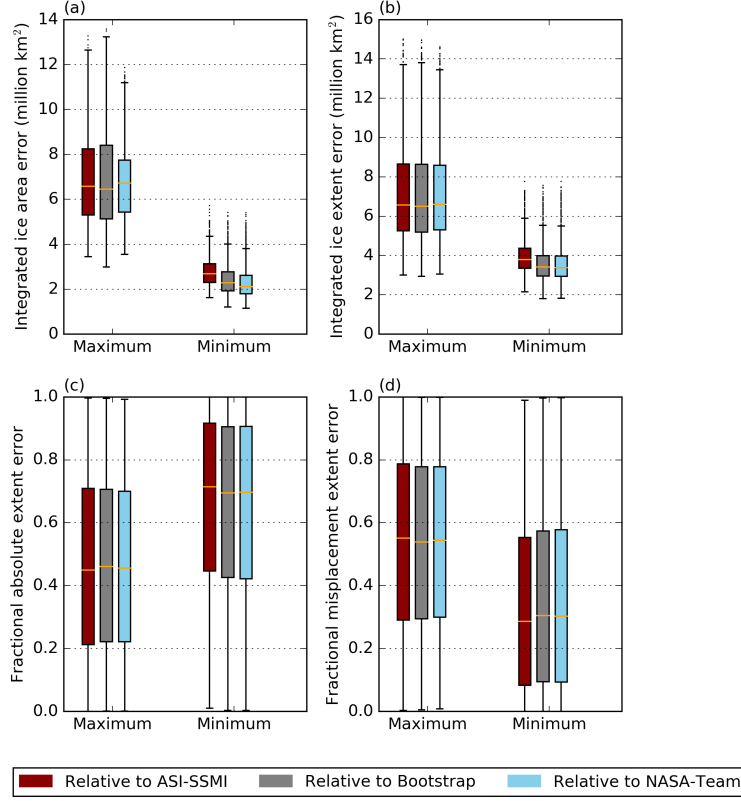 (a)
Integrated ice area error (million km²)
14
12
10
8
6
4
2
0
Maximum Minimum
(b)
Integrated ice extent error (million km²)
16
14
12
10
8
6
4
2
0
Maximum Minimum
(c)
Fractional absolute extent error
1.0
0.8
0.6
0.4
0.2
0.0
Maximum Minimum
(d)
Fractional misplacement extent error
1.0
0.8
0.6
0.4
0.2
0.0
Maximum Minimum
Relative to ASI-SSMI Relative to Bootstrap Relative to NASA-Team